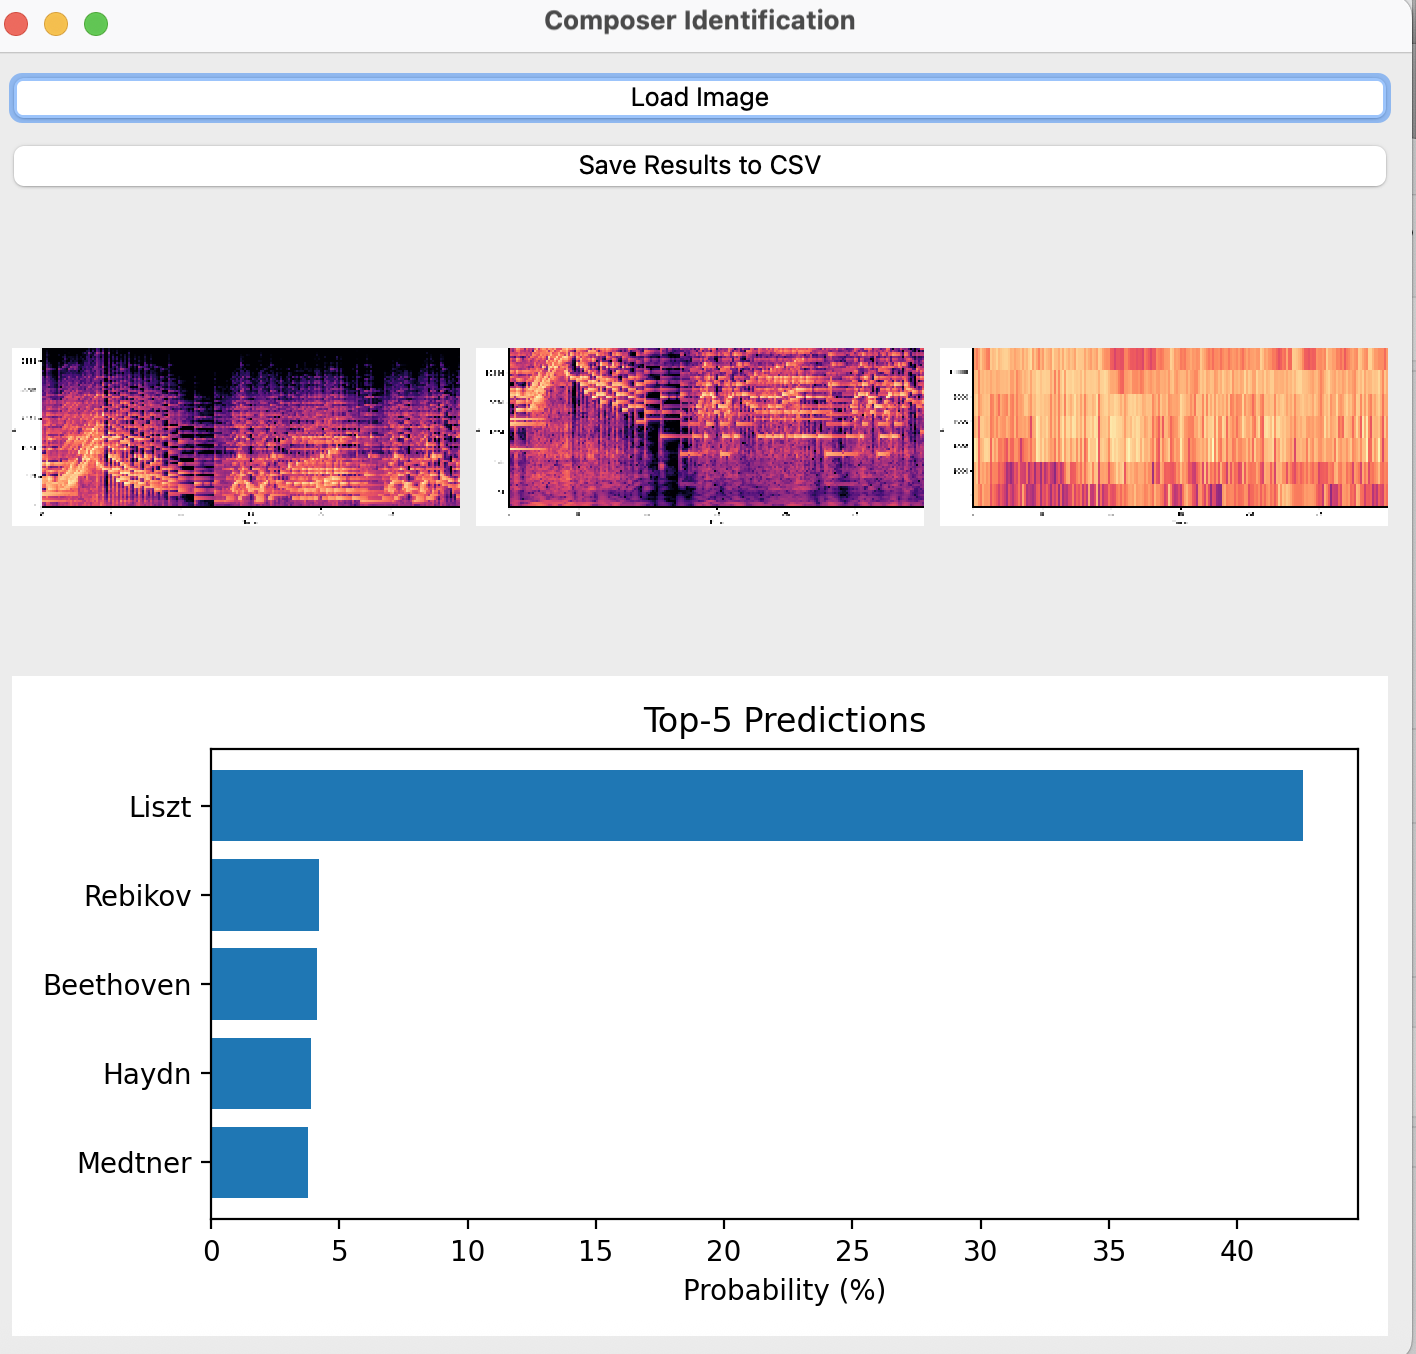 Composer Identification
Load Image
Save Results to CSV
Top-5 Predictions
Liszt
Rebikov
Beethoven
Haydn
Medtner
0 5 10 15 20 25 30 35 40
Probability (%)